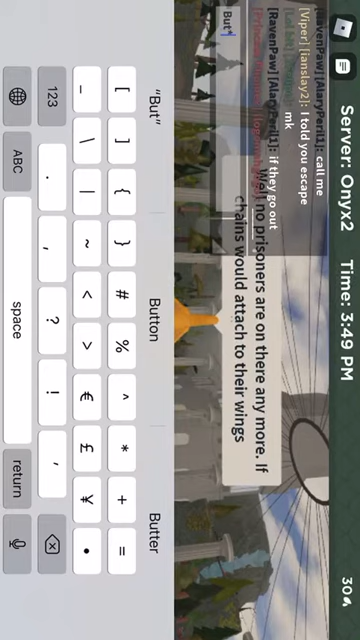 Server: Onyx2 Time: 3:49 PM 30
[RavenPaw][AlaryPeril1]: call me
[Viper][ianslay2]: I told you escape
mk
[RavenPaw][AlaryPeril1]: if they go out
But*
Well no prisoners are on there any more. If
chains would attach to their wings
"But" Button Butter
[ ] { } # % ^ * + =
_ \ | ~ < > € £ ¥ •
123 . , ? ! '
ABC space return